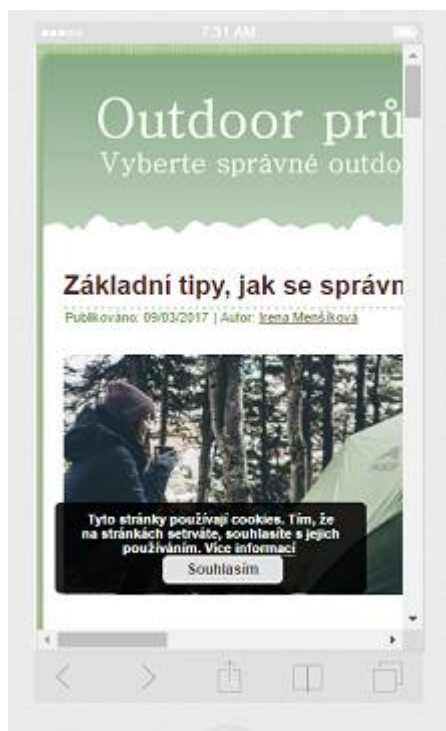 7:31 AM
Outdoor prů
Vyberte správné outdo
Základní tipy, jak se správn
Publikováno: 09/03/2017 | Autor: Irena Menšíková
Tyto stránky používají cookies. Tím, že
na stránkách setrváte, souhlasíte s jejich
používáním. Více informací
Souhlasím